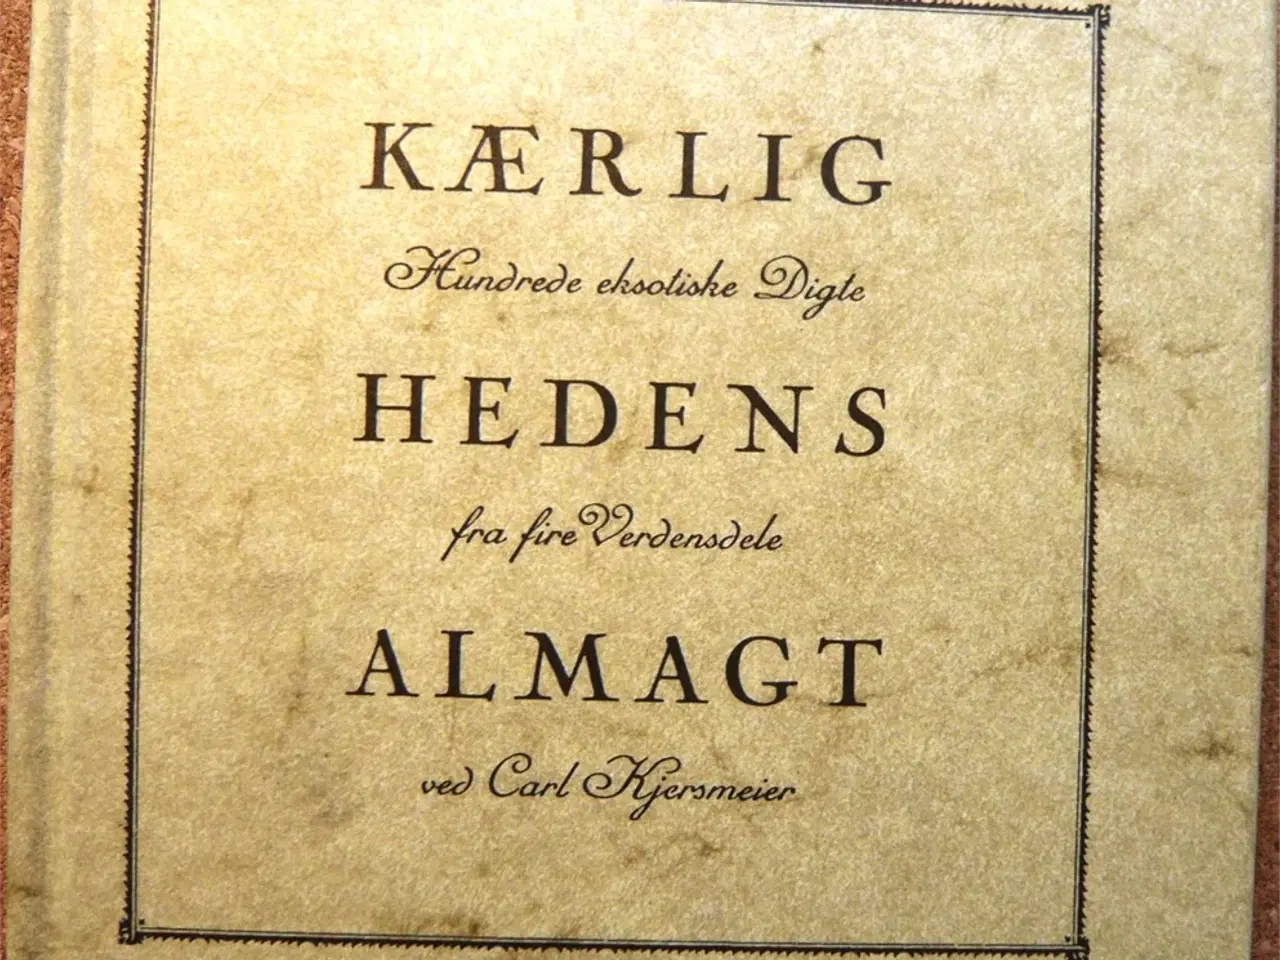 KÆRLIG
Hundrede eksotiske Digte
HEDENS
fra fire Verdensdele
ALMAGT
ved Carl Kjersmeier